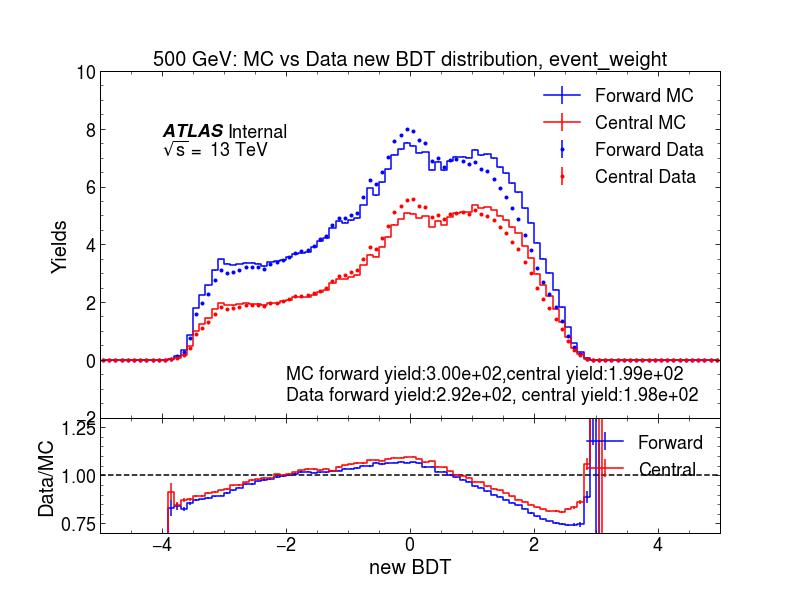 500 GeV: MC vs Data new BDT distribution, event_weight
10
8
6
4
2
0
−2
Yields
ATLAS Internal
√s = 13 TeV
Forward MC
Central MC
Forward Data
Central Data
MC forward yield:3.00e+02,central yield:1.99e+02
Data forward yield:2.92e+02, central yield:1.98e+02
1.25
1.00
0.75
Data/MC
Forward
Central
−4
−2
0
2
4
new BDT